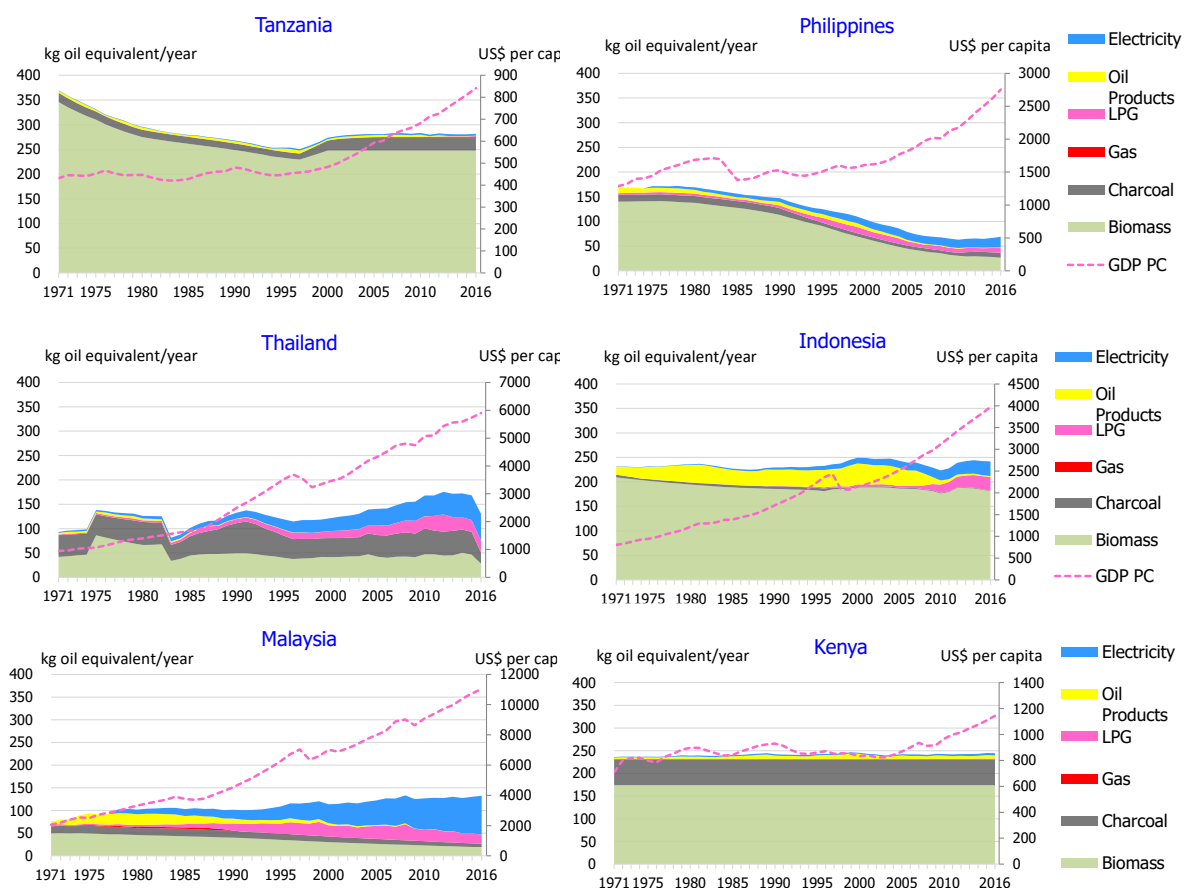 Tanzania
kg oil equivalent/year
US$ per capita
400
350
300
250
200
150
100
50
0
900
800
700
600
500
400
300
200
100
0
1971 1975 1980 1985 1990 1995 2000 2005 2010 2016
Philippines
kg oil equivalent/year
US$ per capita
400
350
300
250
200
150
100
50
0
3000
2500
2000
1500
1000
500
0
1971 1975 1980 1985 1990 1995 2000 2005 2010 2016
Electricity
Oil
Products
LPG
Gas
Charcoal
Biomass
GDP PC
Thailand
kg oil equivalent/year
US$ per cap
400
350
300
250
200
150
100
50
0
7000
6000
5000
4000
3000
2000
1000
0
1971 1975 1980 1985 1990 1995 2000 2005 2010 2016
Indonesia
kg oil equivalent/year
US$ per capita
400
350
300
250
200
150
100
50
0
4500
4000
3500
3000
2500
2000
1500
1000
500
0
1971 1975 1980 1985 1990 1995 2000 2005 2010 2016
Electricity
Oil
Products
LPG
Gas
Charcoal
Biomass
GDP PC
Malaysia
kg oil equivalent/year
US$ per cap
400
350
300
250
200
150
100
50
0
12000
10000
8000
6000
4000
2000
0
1971 1975 1980 1985 1990 1995 2000 2005 2010 2016
Kenya
kg oil equivalent/year
US$ per capita
400
350
300
250
200
150
100
50
0
1400
1200
1000
800
600
400
200
0
1971 1975 1980 1985 1990 1995 2000 2005 2010 2016
Electricity
Oil
Products
LPG
Gas
Charcoal
Biomass